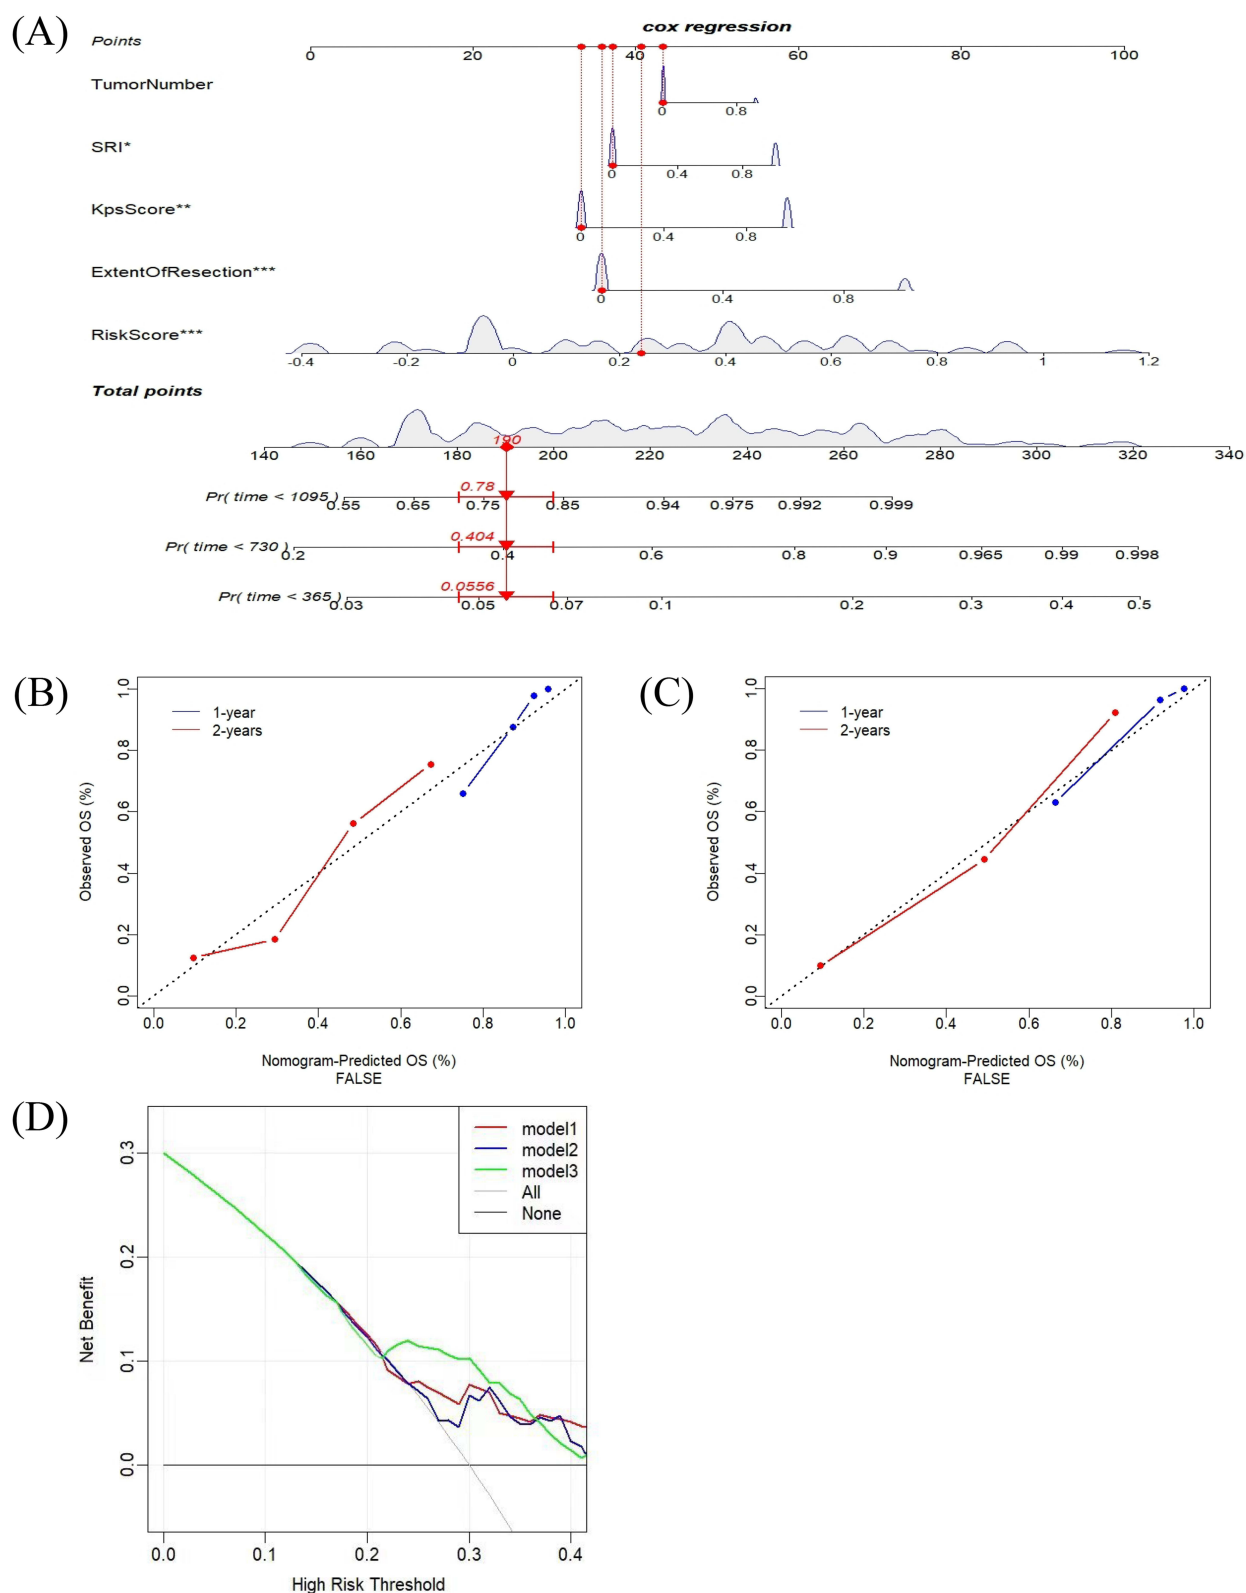 (A)
cox regression
Points
0 20 40 60 80 100
TumorNumber
0 0.8
SRI*
0 0.4 0.8
KpsScore**
0 0.4 0.8
ExtentOfResection***
0 0.4 0.8
RiskScore***
-0.4 -0.2 0 0.2 0.4 0.6 0.8 1 1.2
Total points
190
140 160 180 200 220 240 260 280 300 320 340
0.78
Pr( time < 1095 )
0.55 0.65 0.75 0.85 0.94 0.975 0.992 0.999
0.404
Pr( time < 730 )
0.2 0.4 0.6 0.8 0.9 0.965 0.99 0.998
0.0556
Pr( time < 365 )
0.03 0.05 0.07 0.1 0.2 0.3 0.4 0.5
(B)
1-year
2-years
Observed OS (%)
0.0 0.2 0.4 0.6 0.8 1.0
0.0 0.2 0.4 0.6 0.8 1.0
Nomogram-Predicted OS (%)
FALSE
(C)
1-year
2-years
Observed OS (%)
0.0 0.2 0.4 0.6 0.8 1.0
0.0 0.2 0.4 0.6 0.8 1.0
Nomogram-Predicted OS (%)
FALSE
(D)
model1
model2
model3
All
None
Net Benefit
0.0 0.1 0.2 0.3
0.0 0.1 0.2 0.3 0.4
High Risk Threshold